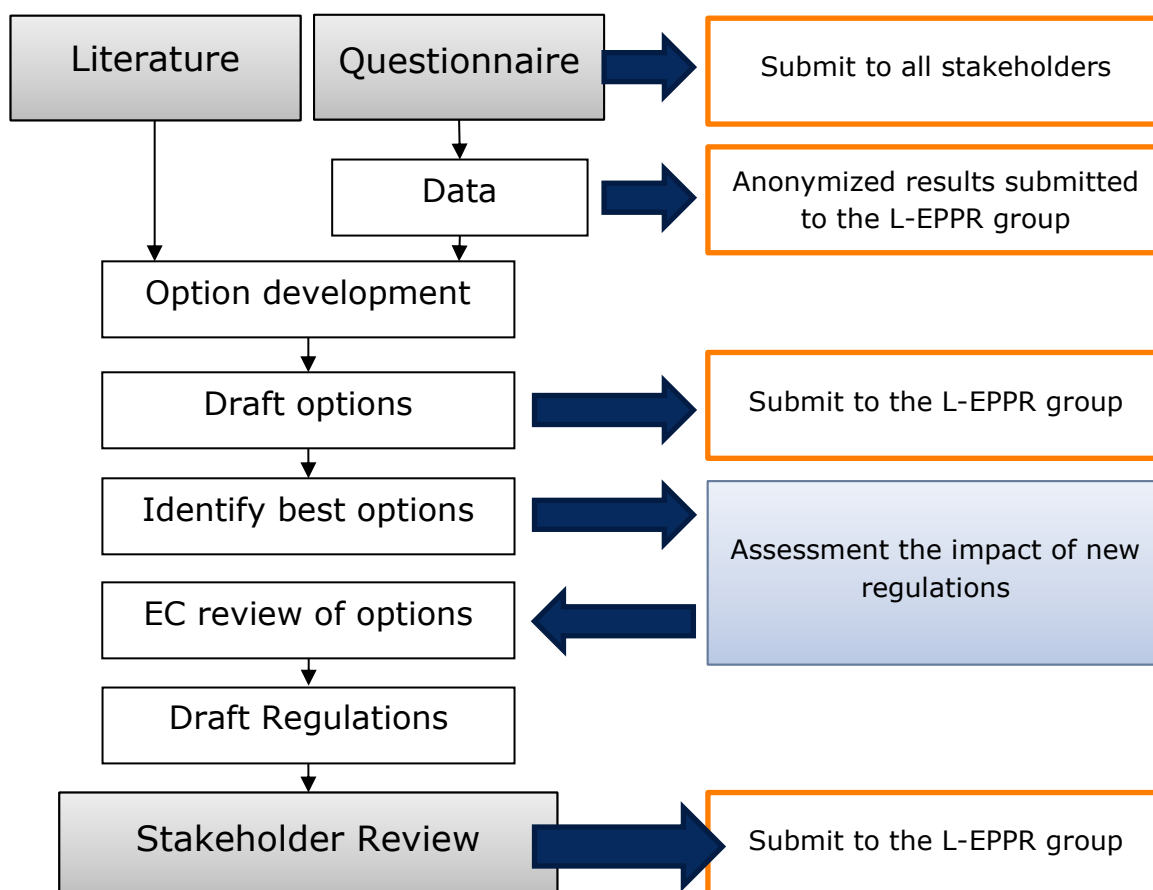 Literature
Questionnaire
Submit to all stakeholders
Data
Anonymized results submitted
to the L-EPPR group
Option development
Draft options
Submit to the L-EPPR group
Identify best options
Assessment the impact of new
regulations
EC review of options
Draft Regulations
Stakeholder Review
Submit to the L-EPPR group